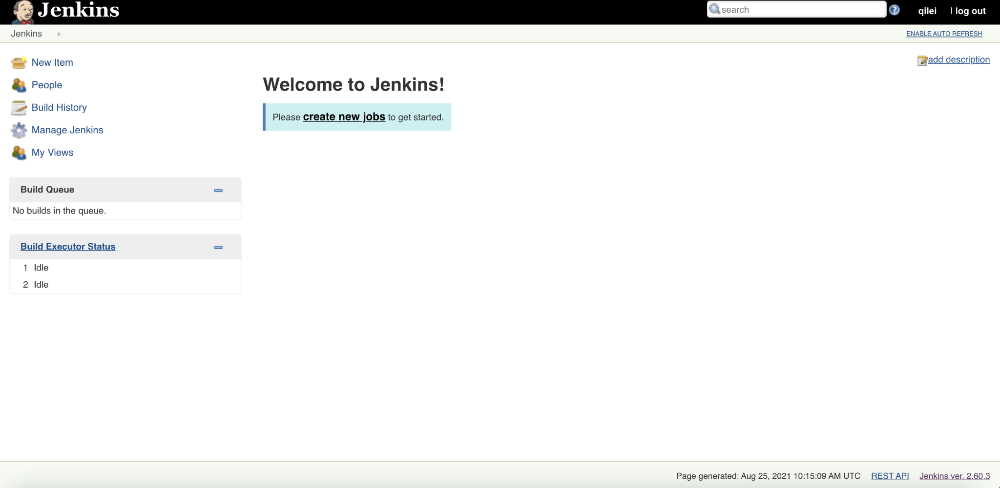 Jenkins
search
? qilei | log out
Jenkins
ENABLE AUTO REFRESH
New Item
People
Build History
Manage Jenkins
My Views
Build Queue
No builds in the queue.
Build Executor Status
1 Idle
2 Idle
add description
Welcome to Jenkins!
Please create new jobs to get started.
Page generated: Aug 25, 2021 10:15:09 AM UTC REST API Jenkins ver. 2.60.3